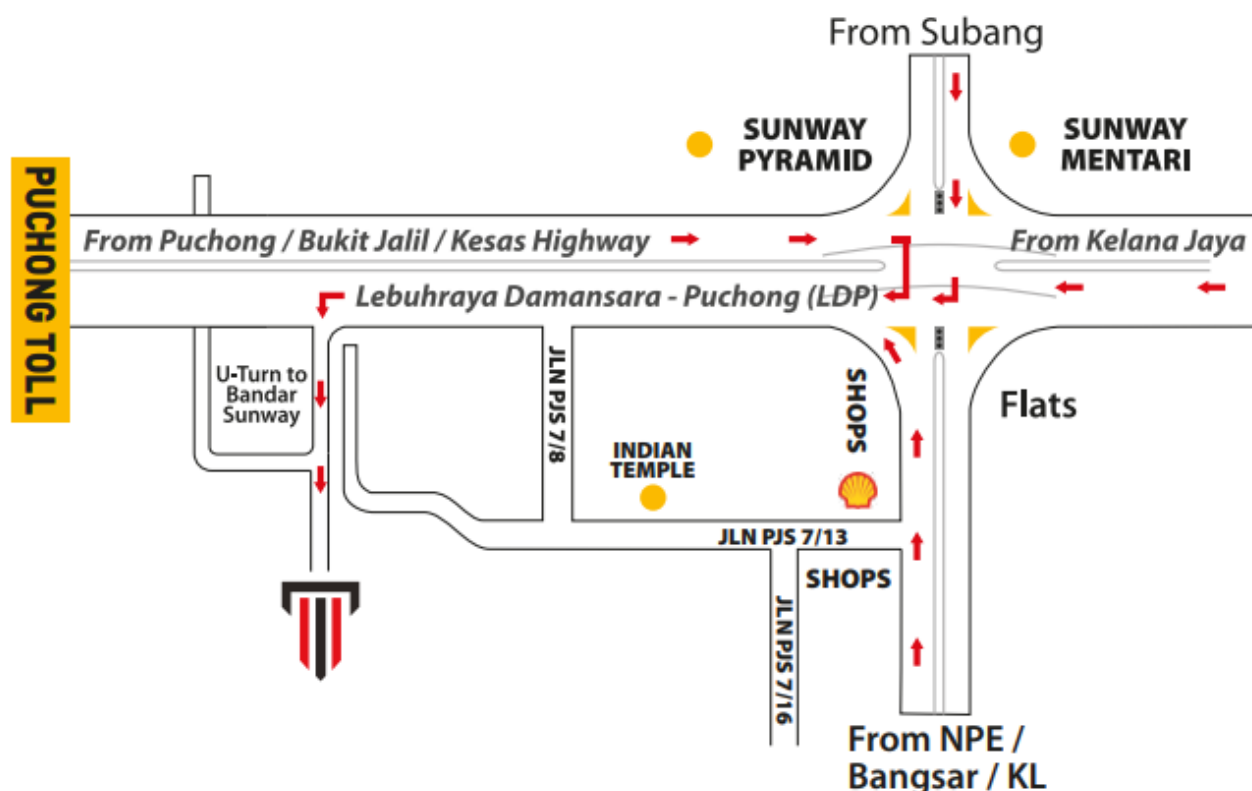 From Subang
SUNWAY
PYRAMID
SUNWAY
MENTARI
PUCHONG TOLL
From Puchong / Bukit Jalil / Kesas Highway
From Kelana Jaya
Lebuhraya Damansara - Puchong (LDP)
U-Turn to
Bandar
Sunway
JLN PJS 7/8
SHOPS
Flats
INDIAN
TEMPLE
JLN PJS 7/13
SHOPS
JLN PJS 7/16
From NPE /
Bangsar / KL